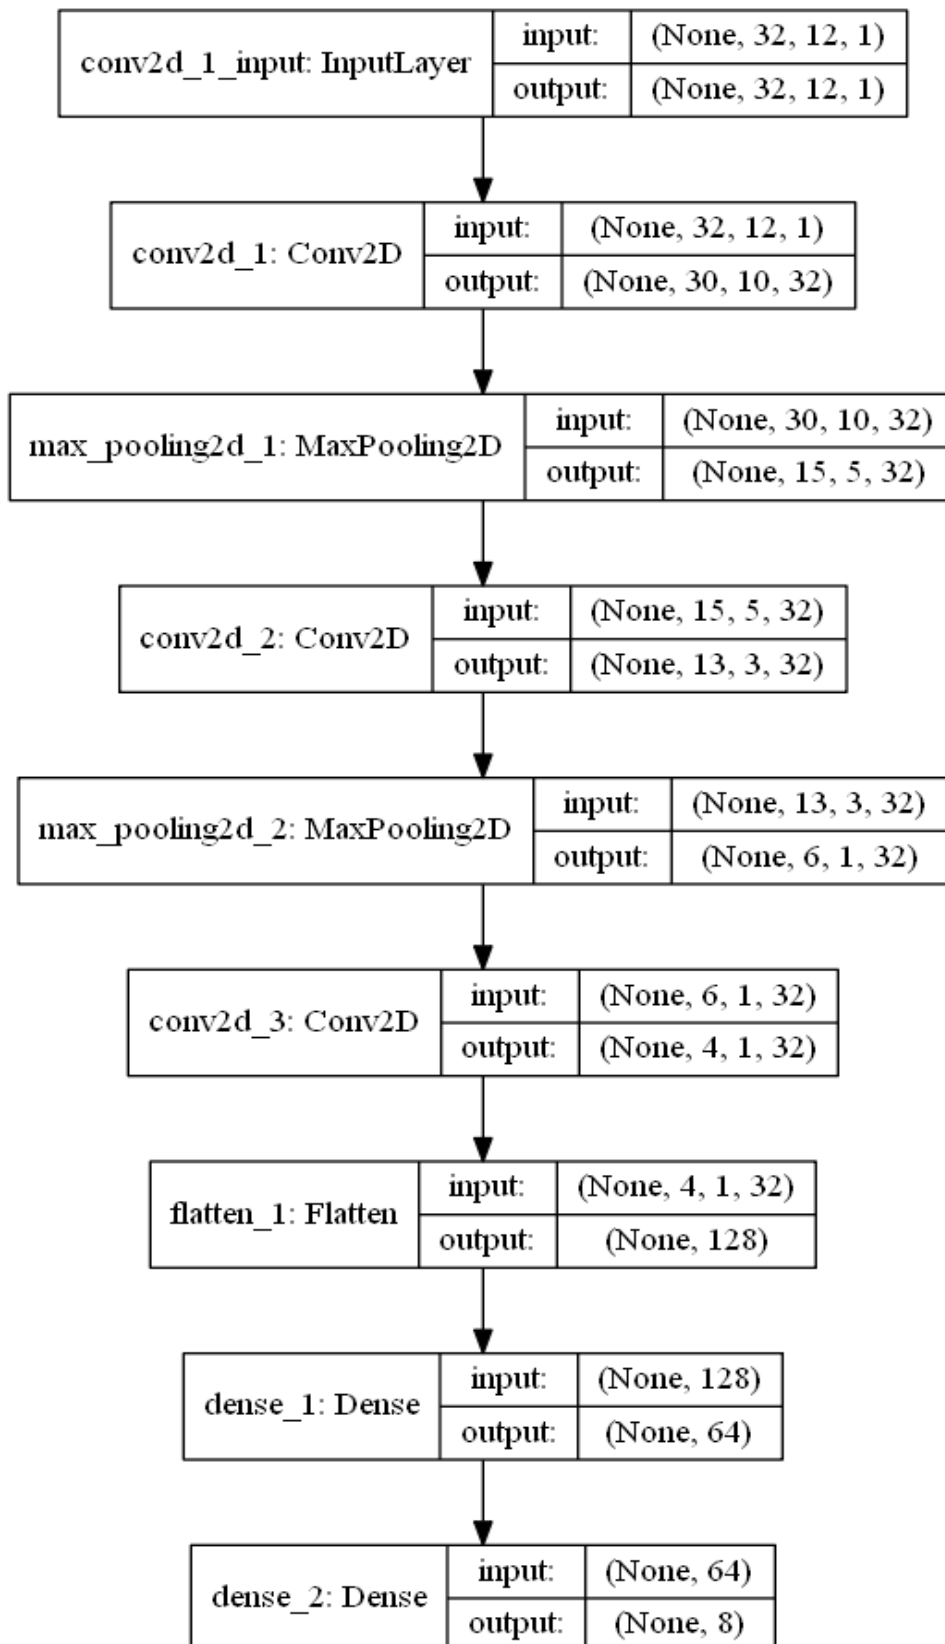 conv2d_1_input: InputLayer
input: (None, 32, 12, 1)
output: (None, 32, 12, 1)
conv2d_1: Conv2D
input: (None, 32, 12, 1)
output: (None, 30, 10, 32)
max_pooling2d_1: MaxPooling2D
input: (None, 30, 10, 32)
output: (None, 15, 5, 32)
conv2d_2: Conv2D
input: (None, 15, 5, 32)
output: (None, 13, 3, 32)
max_pooling2d_2: MaxPooling2D
input: (None, 13, 3, 32)
output: (None, 6, 1, 32)
conv2d_3: Conv2D
input: (None, 6, 1, 32)
output: (None, 4, 1, 32)
flatten_1: Flatten
input: (None, 4, 1, 32)
output: (None, 128)
dense_1: Dense
input: (None, 128)
output: (None, 64)
dense_2: Dense
input: (None, 64)
output: (None, 8)